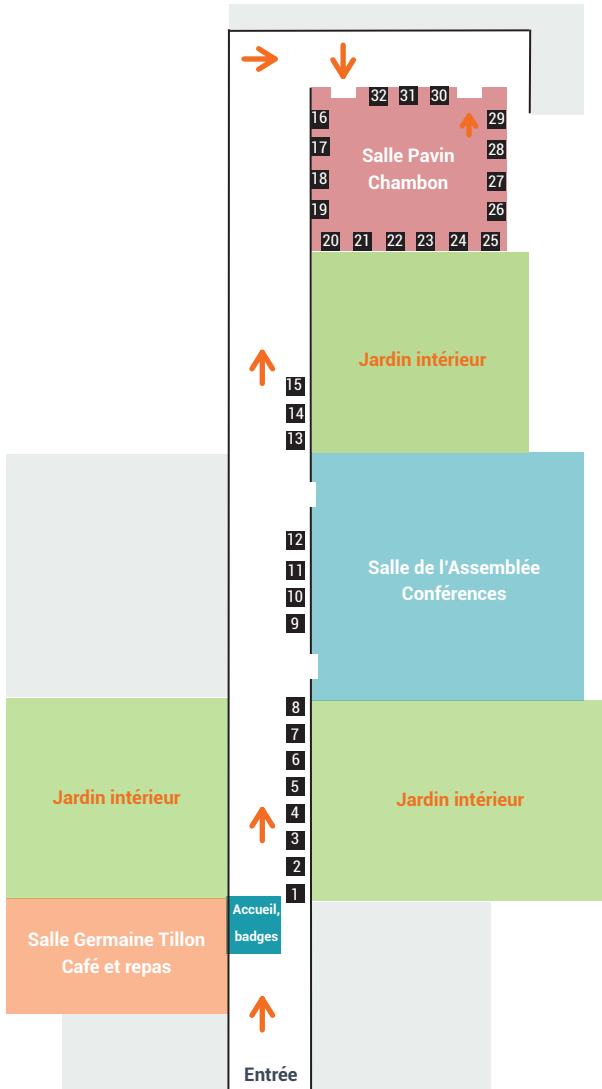 32 31 30
16
29
17
28
Salle Pavin
Chambon
18
27
19
26
20 21 22 23 24 25
Jardin intérieur
15
14
13
12
11
10
9
Salle de l'Assemblée
Conférences
8
7
6
5
4
3
2
1
Jardin intérieur
Jardin intérieur
Accueil,
badges
Salle Germaine Tillon
Café et repas
Entrée